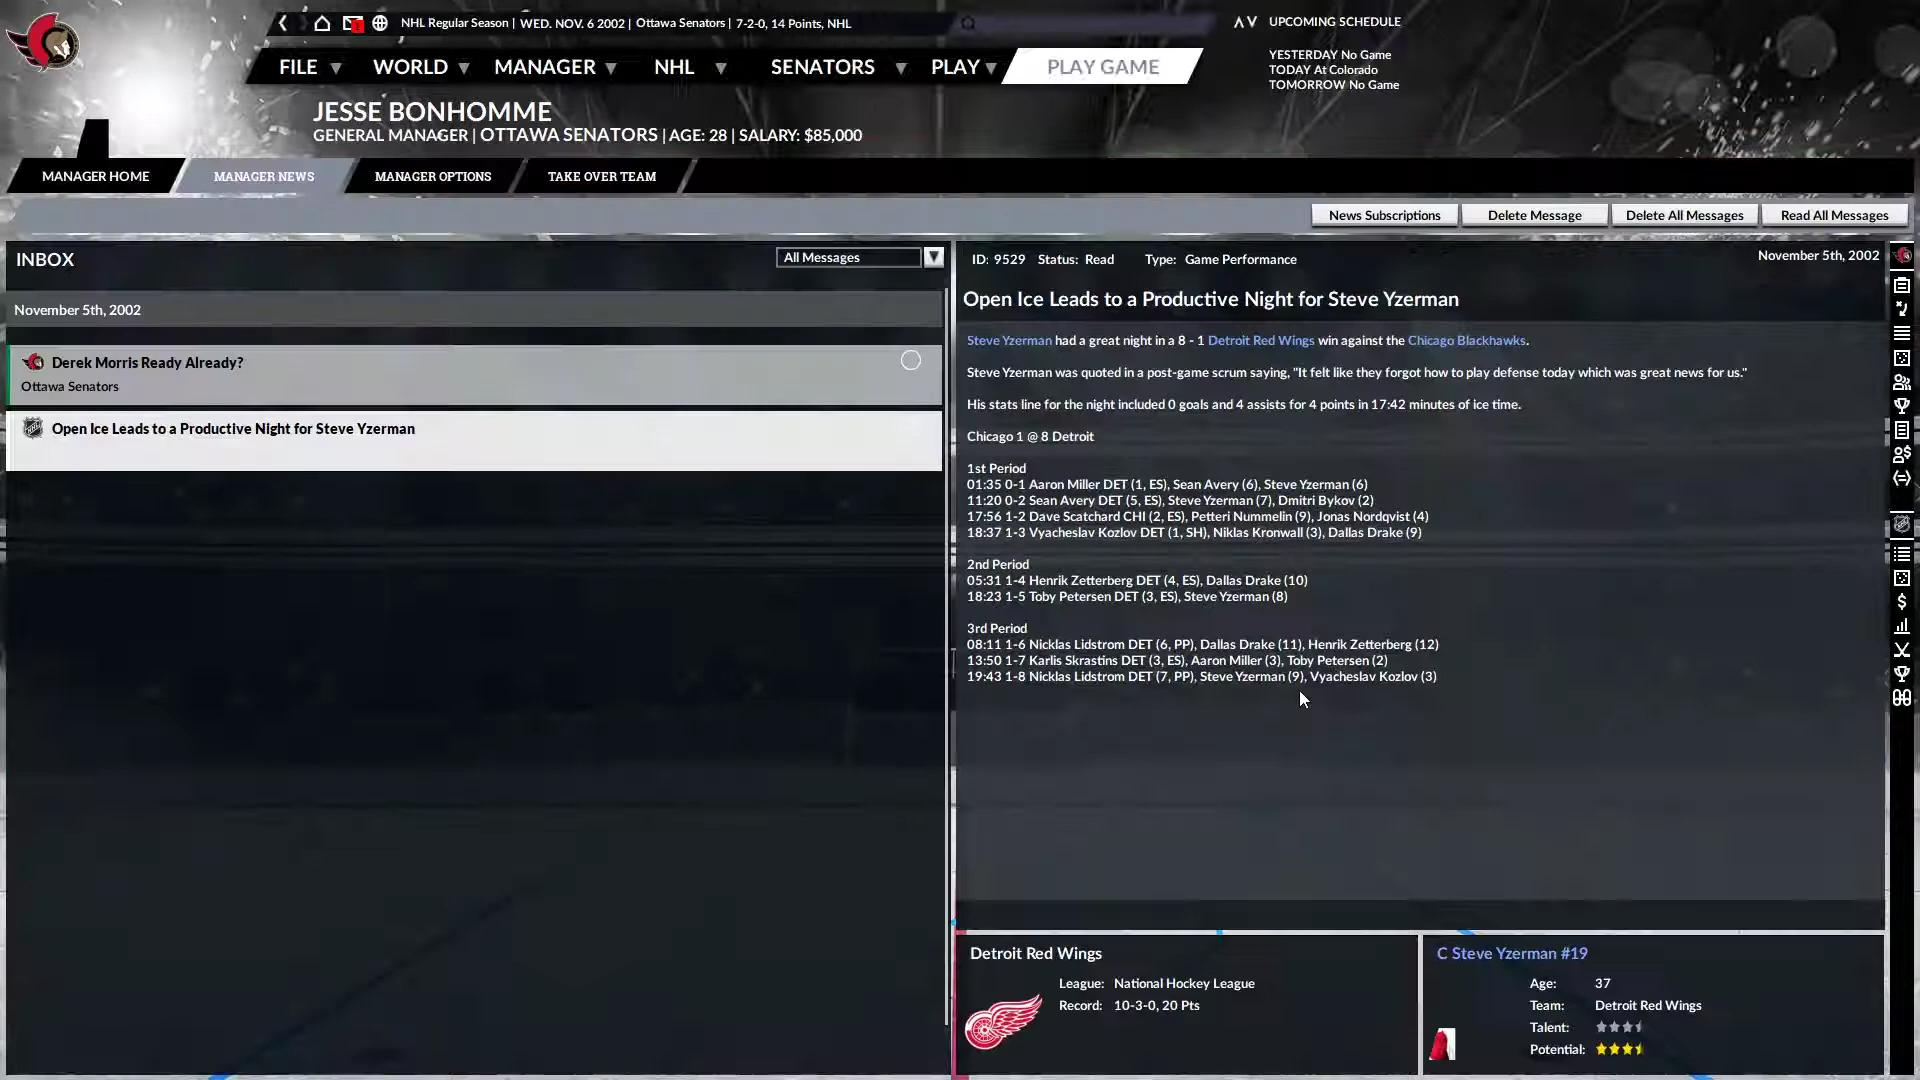 NHL Regular Season | WED. NOV. 6 2002 | Ottawa Senators | 7-2-0, 14 Points, NHL
UPCOMING SCHEDULE
YESTERDAY No Game
TODAY At Colorado
TOMORROW No Game
FILE
WORLD
MANAGER
NHL
SENATORS
PLAY
PLAY GAME
JESSE BONHOMME
GENERAL MANAGER | OTTAWA SENATORS | AGE: 28 | SALARY: $85,000
MANAGER HOME
MANAGER NEWS
MANAGER OPTIONS
TAKE OVER TEAM
News Subscriptions
Delete Message
Delete All Messages
Read All Messages
INBOX
All Messages
November 5th, 2002
Derek Morris Ready Already?
Ottawa Senators
Open Ice Leads to a Productive Night for Steve Yzerman
ID: 9529 Status: Read Type: Game Performance
November 5th, 2002
Open Ice Leads to a Productive Night for Steve Yzerman
Steve Yzerman had a great night in a 8 - 1 Detroit Red Wings win against the Chicago Blackhawks.
Steve Yzerman was quoted in a post-game scrum saying, "It felt like they forgot how to play defense today which was great news for us."
His stats line for the night included 0 goals and 4 assists for 4 points in 17:42 minutes of ice time.
Chicago 1 @ 8 Detroit
1st Period
01:35 0-1 Aaron Miller DET (1, ES), Sean Avery (6), Steve Yzerman (6)
11:20 0-2 Sean Avery DET (5, ES), Steve Yzerman (7), Dmitri Bykov (2)
17:56 1-2 Dave Scatchard CHI (2, ES), Petteri Nummelin (9), Jonas Nordqvist (4)
18:37 1-3 Vyacheslav Kozlov DET (1, SH), Niklas Kronwall (3), Dallas Drake (9)
2nd Period
05:31 1-4 Henrik Zetterberg DET (4, ES), Dallas Drake (10)
18:23 1-5 Toby Petersen DET (3, ES), Steve Yzerman (8)
3rd Period
08:11 1-6 Nicklas Lidstrom DET (6, PP), Dallas Drake (11), Henrik Zetterberg (12)
13:50 1-7 Karlis Skrastins DET (3, ES), Aaron Miller (3), Toby Petersen (2)
19:43 1-8 Nicklas Lidstrom DET (7, PP), Steve Yzerman (9), Vyacheslav Kozlov (3)
Detroit Red Wings
League: National Hockey League
Record: 10-3-0, 20 Pts
C Steve Yzerman #19
Age: 37
Team: Detroit Red Wings
Talent:
Potential: